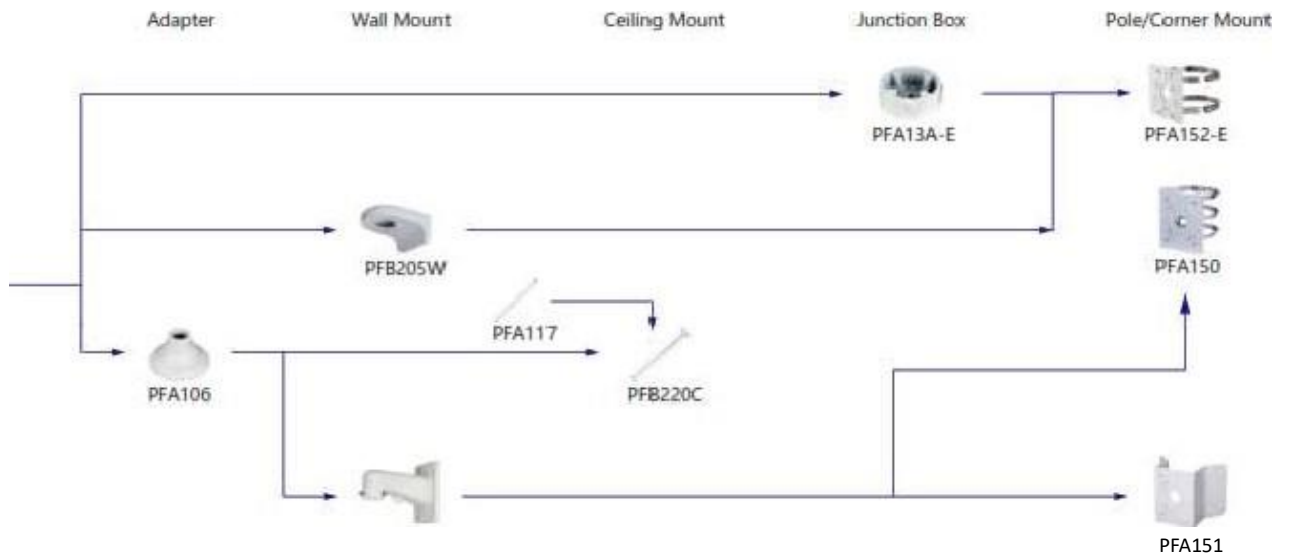 Adapter
Wall Mount
Ceiling Mount
Junction Box
Pole/Corner Mount
PFA13A-E
PFA152-E
PFB205W
PFA150
PFA117
PFA106
PFB220C
PFA151